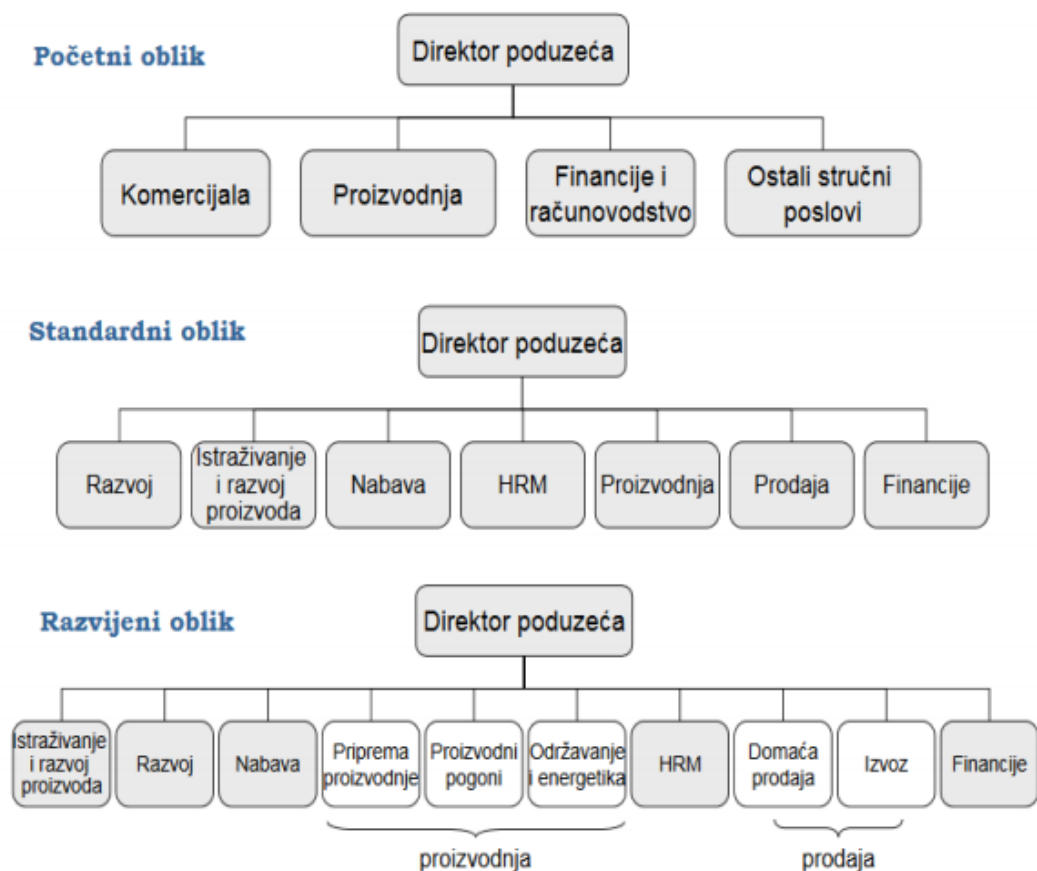 Početni oblik
Direktor poduzeća
Komercijala
Proizvodnja
Financije i
računovodstvo
Ostali stručni
poslovi
Standardni oblik
Direktor poduzeća
Razvoj
Istraživanje
i razvoj
proizvoda
Nabava
HRM
Proizvodnja
Prodaja
Financije
Razvijeni oblik
Direktor poduzeća
Istraživanje
i razvoj
proizvoda
Razvoj
Nabava
Priprema
proizvodnje
Proizvodni
pogoni
Održavanje
i energetika
HRM
Domaća
prodaja
Izvoz
Financije
proizvodnja
prodaja